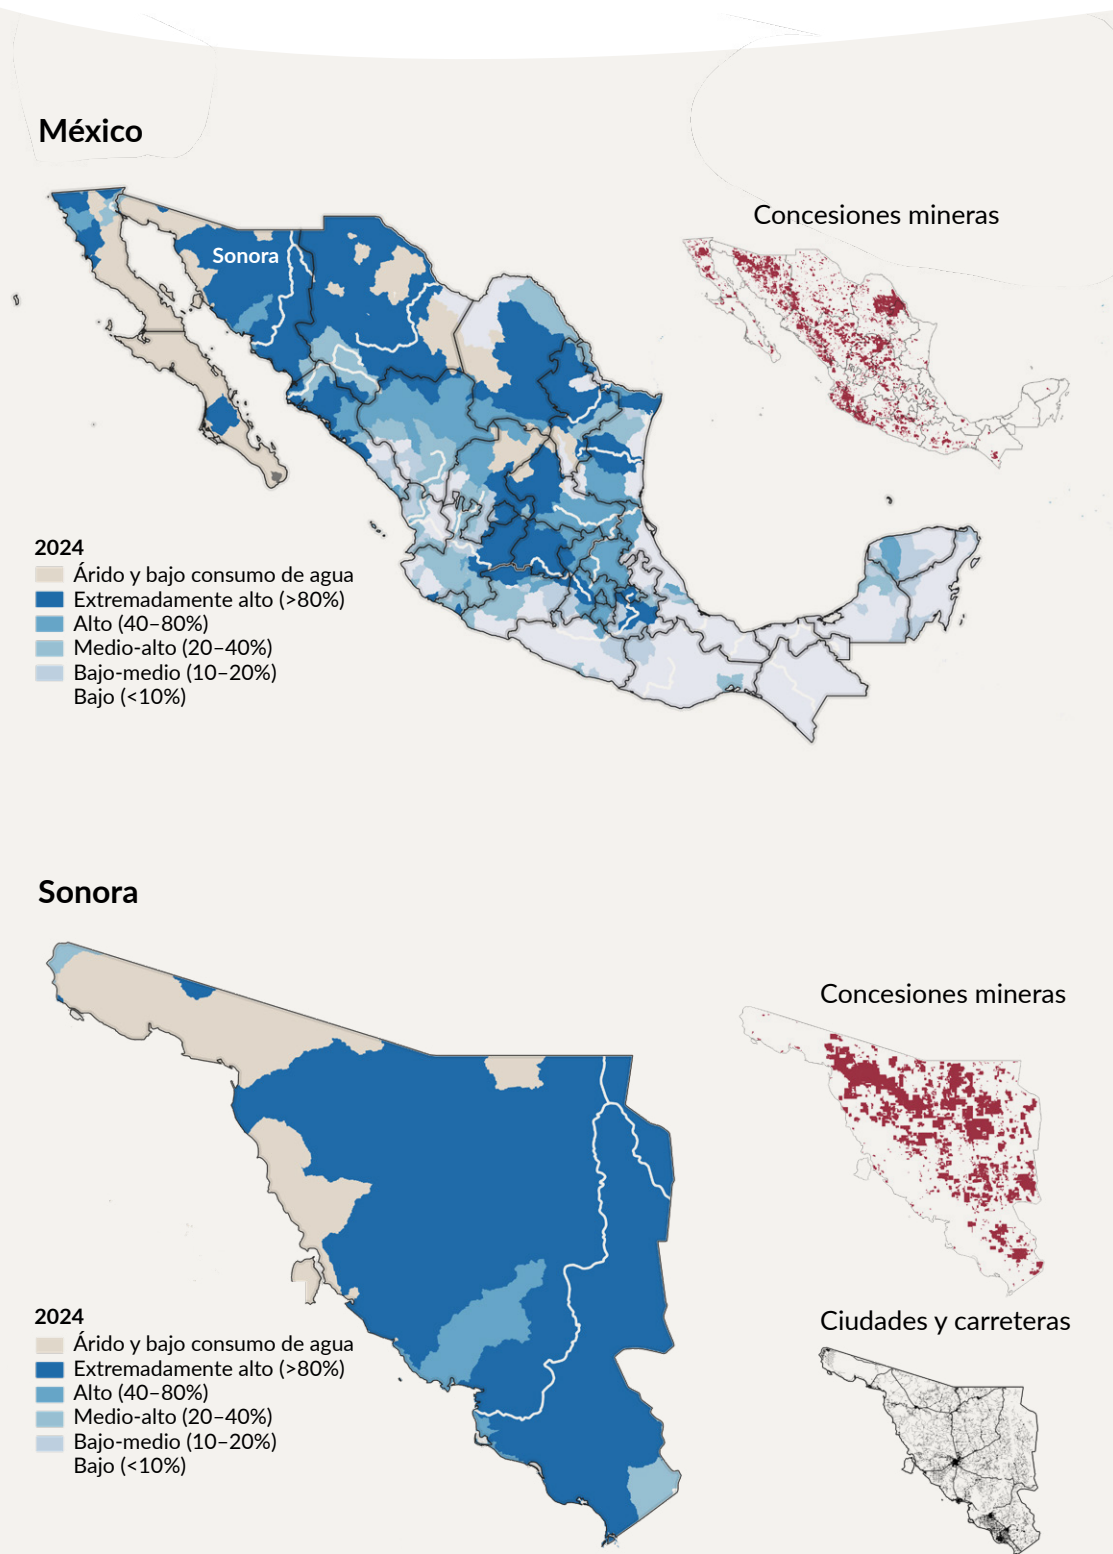 México
Concesiones mineras
Sonora
2024
Árido y bajo consumo de agua
Extremadamente alto (>80%)
Alto (40–80%)
Medio-alto (20–40%)
Bajo-medio (10–20%)
Bajo (<10%)
Sonora
Concesiones mineras
2024
Árido y bajo consumo de agua
Extremadamente alto (>80%)
Alto (40–80%)
Medio-alto (20–40%)
Bajo-medio (10–20%)
Bajo (<10%)
Ciudades y carreteras